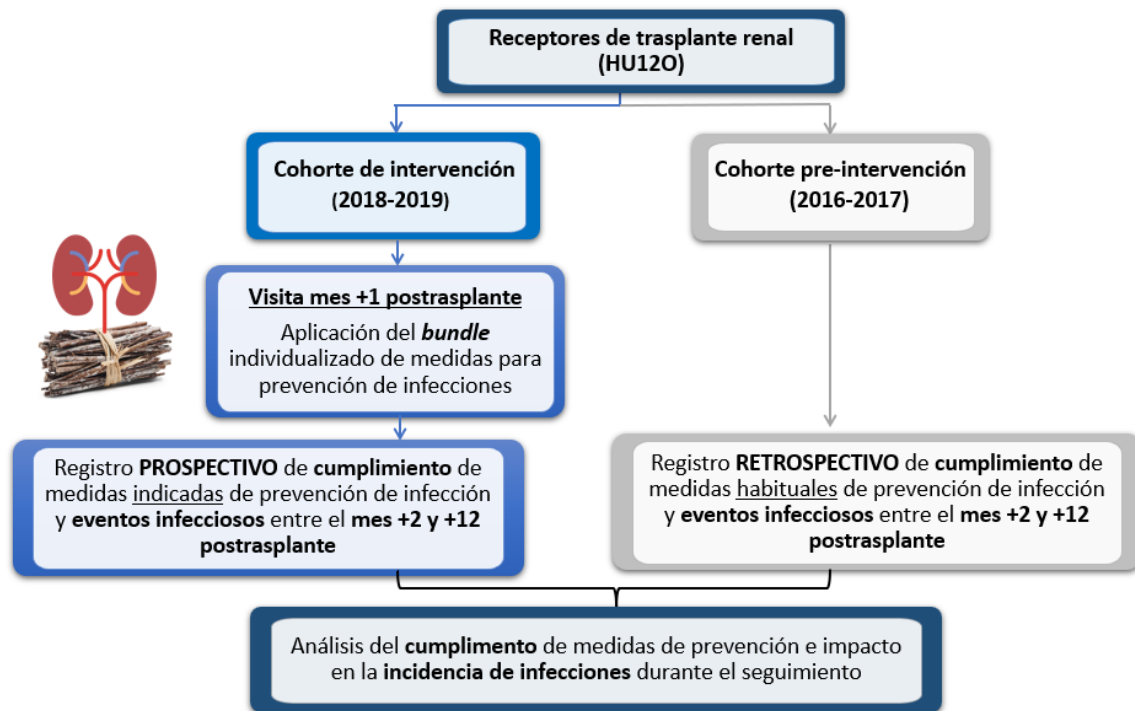 Receptores de trasplante renal
(HU12O)
Cohorte de intervención
(2018-2019)
Cohorte pre-intervención
(2016-2017)
Visita mes +1 postrasplante
Aplicación del bundle
individualizado de medidas para
prevención de infecciones
Registro PROSPECTIVO de cumplimiento de
medidas indicadas de prevención de infección
y eventos infecciosos entre el mes +2 y +12
postrasplante
Registro RETROSPECTIVO de cumplimiento de
medidas habituales de prevención de infección
y eventos infecciosos entre el mes +2 y +12
postrasplante
Análisis del cumplimento de medidas de prevención e impacto
en la incidencia de infecciones durante el seguimiento